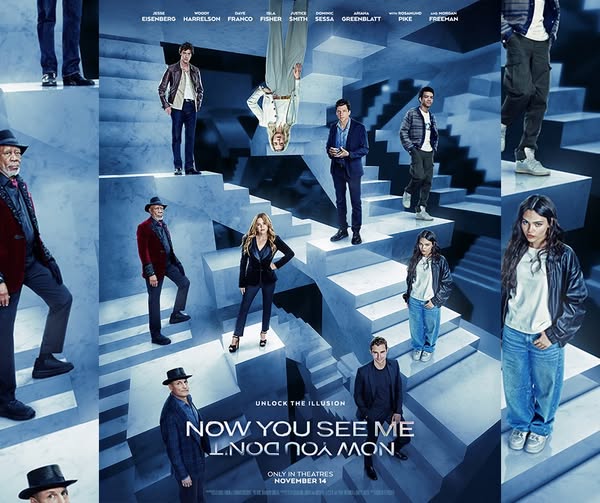 JESSE EISENBERG
WOODY HARRELSON
DAVE FRANCO
ISLA FISHER
JUSTICE SMITH
DOMINIC SESSA
ARIANA GREENBLATT
WITH ROSAMUND PIKE
AND MORGAN FREEMAN
UNLOCK THE ILLUSION
NOW YOU SEE ME
NOW YOU DON'T
ONLY IN THEATRES
NOVEMBER 14